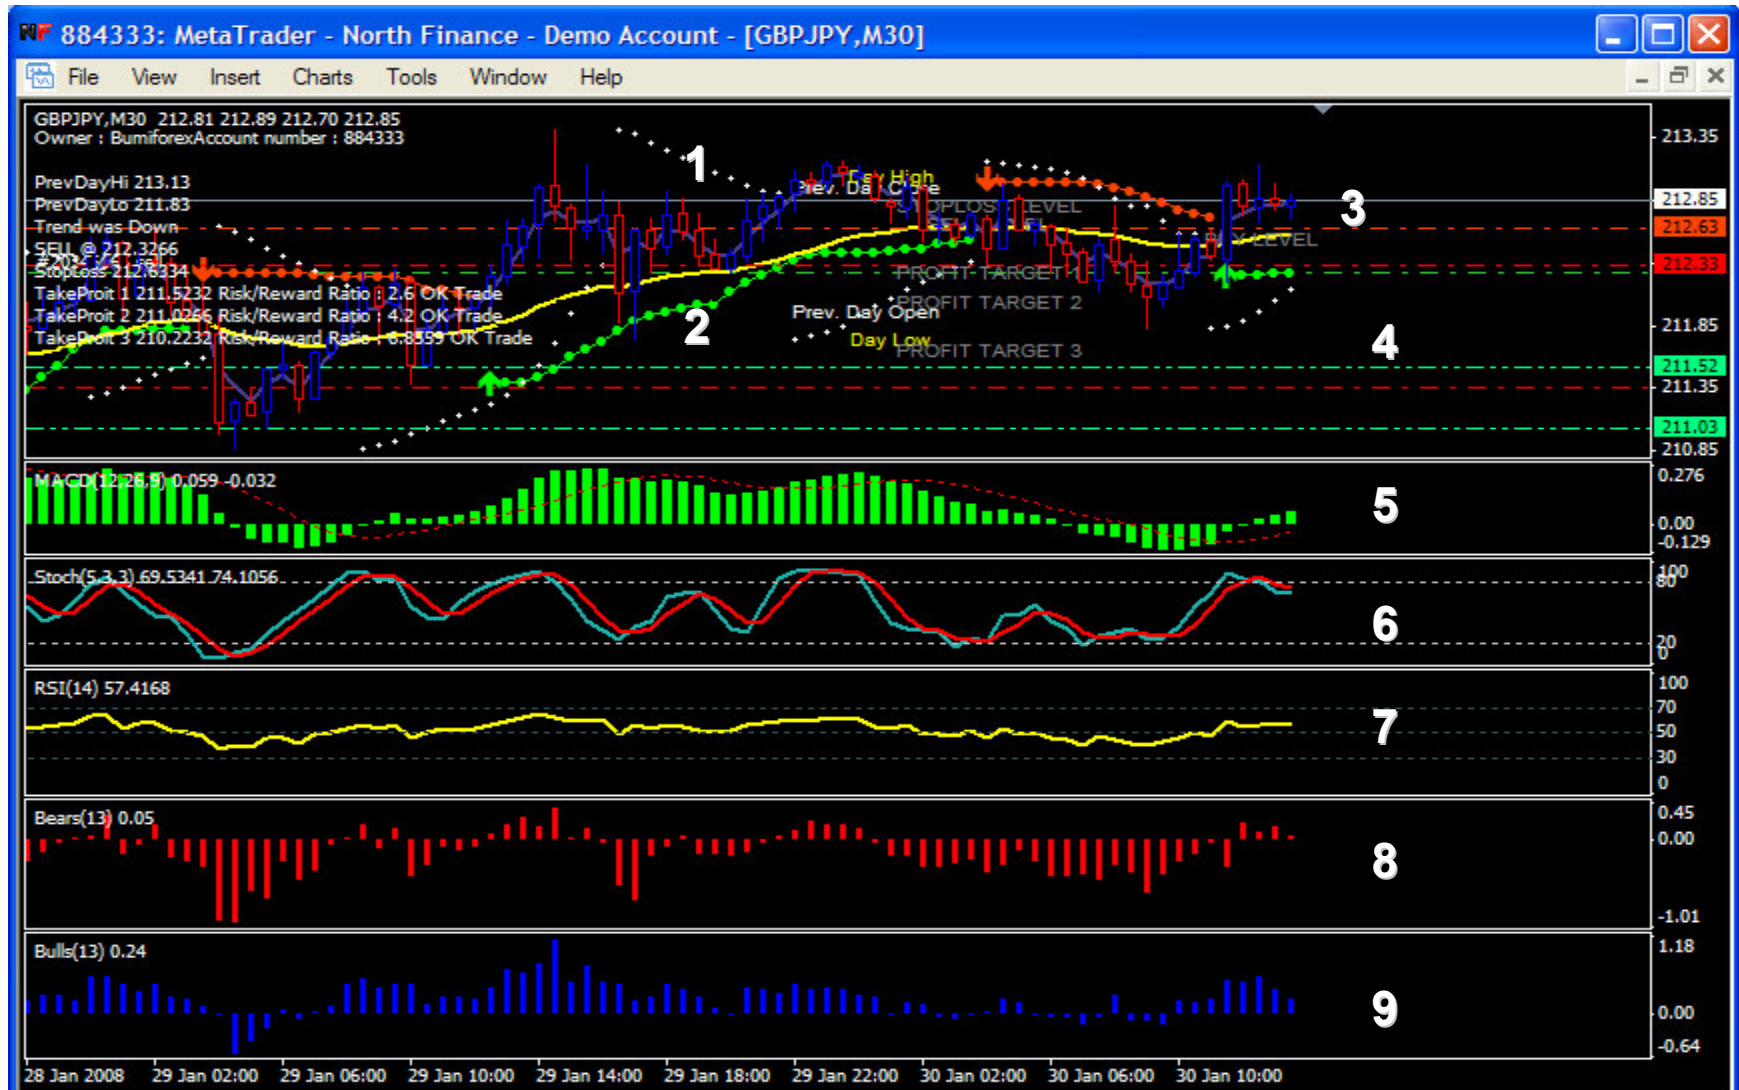 884333: MetaTrader - North Finance - Demo Account - [GBPJPY,M30]
File View Insert Charts Tools Window Help
GBPJPY,M30 212.81 212.89 212.70 212.85
Owner : BumiforexAccount number : 884333
PrevDayHi 213.13
PrevDayLo 211.83
Trend was Down
SELL @ 212.3266
StopLoss 212.6334
TakeProit 1 211.5232 Risk/Reward Ratio : 2.6 OK Trade
TakeProit 2 211.0266 Risk/Reward Ratio : 4.2 OK Trade
TakeProit 3 210.2232 Risk/Reward Ratio : 6.8559 OK Trade
1
2
3
4
Day High
Prev. Day Close
STOPLOSS LEVEL
LEVEL
PROFIT TARGET 1
PROFIT TARGET 2
Prev. Day Open
Day Low
PROFIT TARGET 3
213.35
212.85
212.63
212.33
211.85
211.52
211.35
211.03
210.85
MACD(12,26,9) 0.059 -0.032
5
0.276
0.00
-0.129
Stoch(5,3,3) 69.5341 74.1056
6
100
80
20
0
RSI(14) 57.4168
7
100
70
50
30
0
Bears(13) 0.05
8
0.45
0.00
-1.01
Bulls(13) 0.24
9
1.18
0.00
-0.64
28 Jan 2008 29 Jan 02:00 29 Jan 06:00 29 Jan 10:00 29 Jan 14:00 29 Jan 18:00 29 Jan 22:00 30 Jan 02:00 30 Jan 06:00 30 Jan 10:00